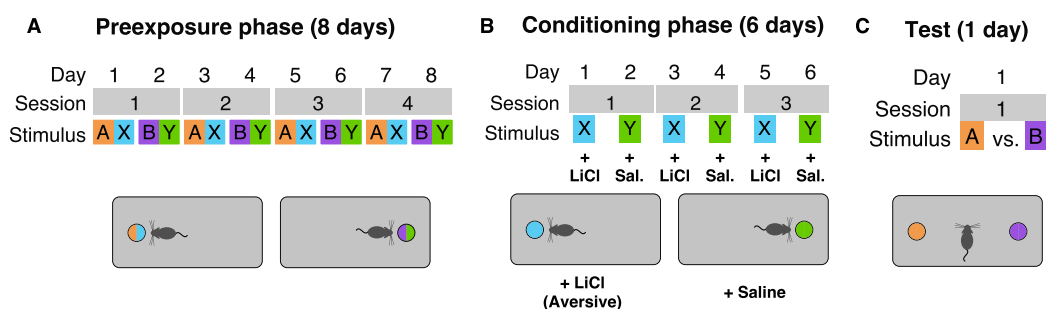 A Preexposure phase (8 days)
Day 1 2 3 4 5 6 7 8
Session 1 2 3 4
Stimulus A X B Y A X B Y A X B Y A X B Y
B Conditioning phase (6 days)
Day 1 2 3 4 5 6
Session 1 2 3
Stimulus X Y X Y X Y
+ + + + + +
LiCl Sal. LiCl Sal. LiCl Sal.
+ LiCl
(Aversive)
+ Saline
C Test (1 day)
Day 1
Session 1
Stimulus A vs. B